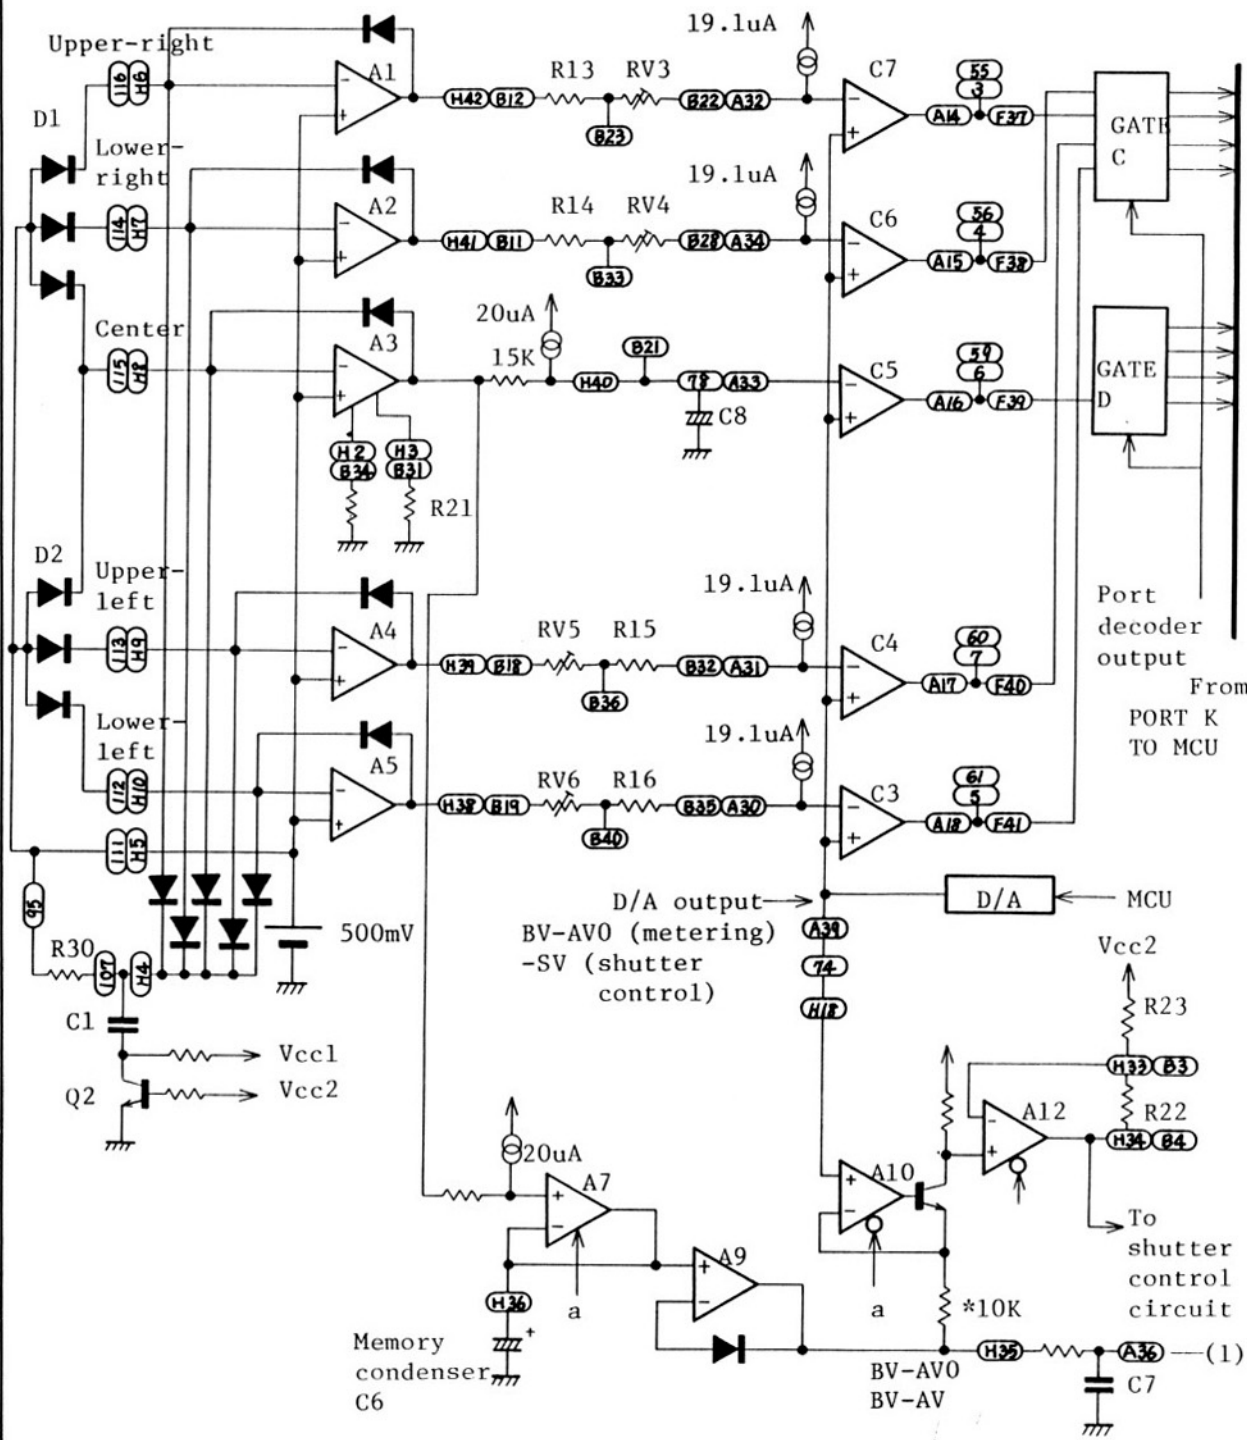 19.1uA
Upper-right
116 H6
A1
H42 B12
R13
RV3
B22 A32
B23
C7
55
3
A14 F37
GATE
C
D1
Lower-
right
114 H7
A2
H41 B11
R14
RV4
B28 A34
B33
19.1uA
C6
56
4
A15 F38
Center
115 H8
A3
20uA
15K
H40
B21
78 A33
C8
C5
59
6
A16 F39
GATE
D
H2
B34
H3
B31
R21
D2
Upper-
left
113 H9
A4
H39 B18
RV5
R15
B36
B32 A31
19.1uA
C4
60
7
A17 F40
Port
decoder
output
From
PORT K
TO MCU
Lower-
left
112 H10
A5
H38 B19
RV6
R16
B40
B35 A30
19.1uA
C3
61
5
A18 F41
111 H5
95
R30
107 H4
500mV
D/A output
BV-AVO (metering)
-SV (shutter
control)
A39
74
H18
D/A
MCU
C1
Vcc1
Q2
Vcc2
Vcc2
R23
H33 B3
R22
H34 B4
A12
A10
a
To
shutter
control
circuit
20uA
A7
a
A9
H36
+
Memory
condenser
C6
*10K
H35
A36
(1)
C7
BV-AVO
BV-AV
- + - + - + - + - + - + - + - + - + - +
+ - + - + - - +